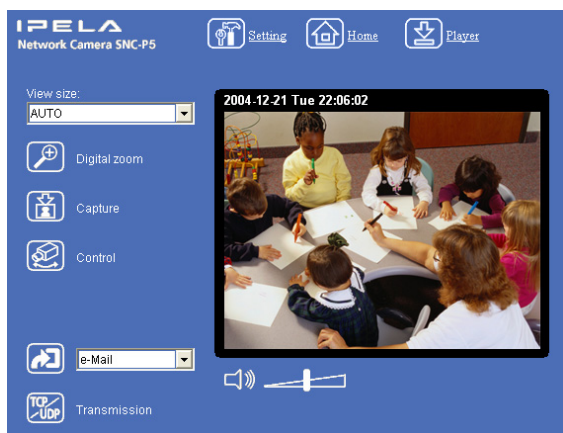 IPELA
Network Camera SNC-P5
Setting
Home
Player
View size:
AUTO
2004-12-21 Tue 22:06:02
Digital zoom
Capture
Control
e-Mail
TCP/UDP
Transmission